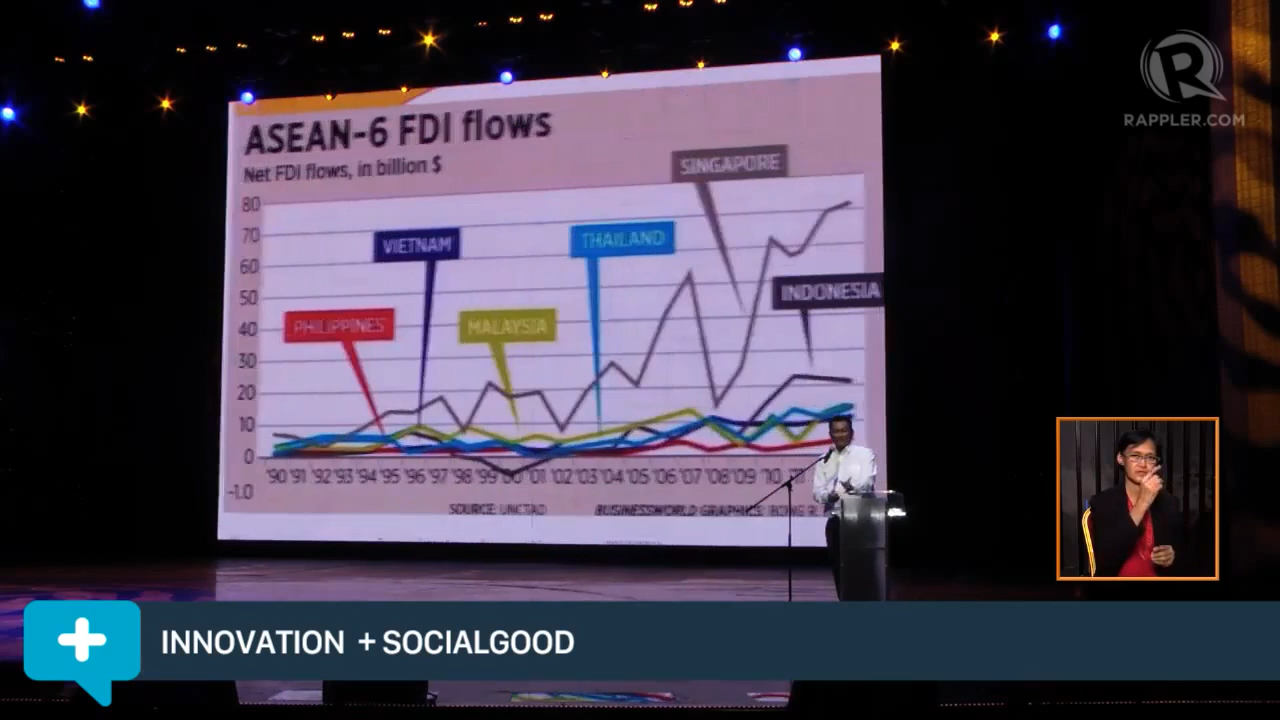 R
RAPPLER.COM
ASEAN-6 FDI flows
Net FDI flows, in billion $
SINGAPORE
VIETNAM
THAILAND
INDONESIA
PHILIPPINES
MALAYSIA
80
70
60
50
40
30
20
10
0
-1.0
'90 '91 '92 '93 '94 '95 '96 '97 '98 '99 '00 '01 '02 '03 '04 '05 '06 '07 '08 '09 '10 '11
SOURCE: UNCTAD BUSINESSWORLD GRAPHICS:
INNOVATION + SOCIALGOOD